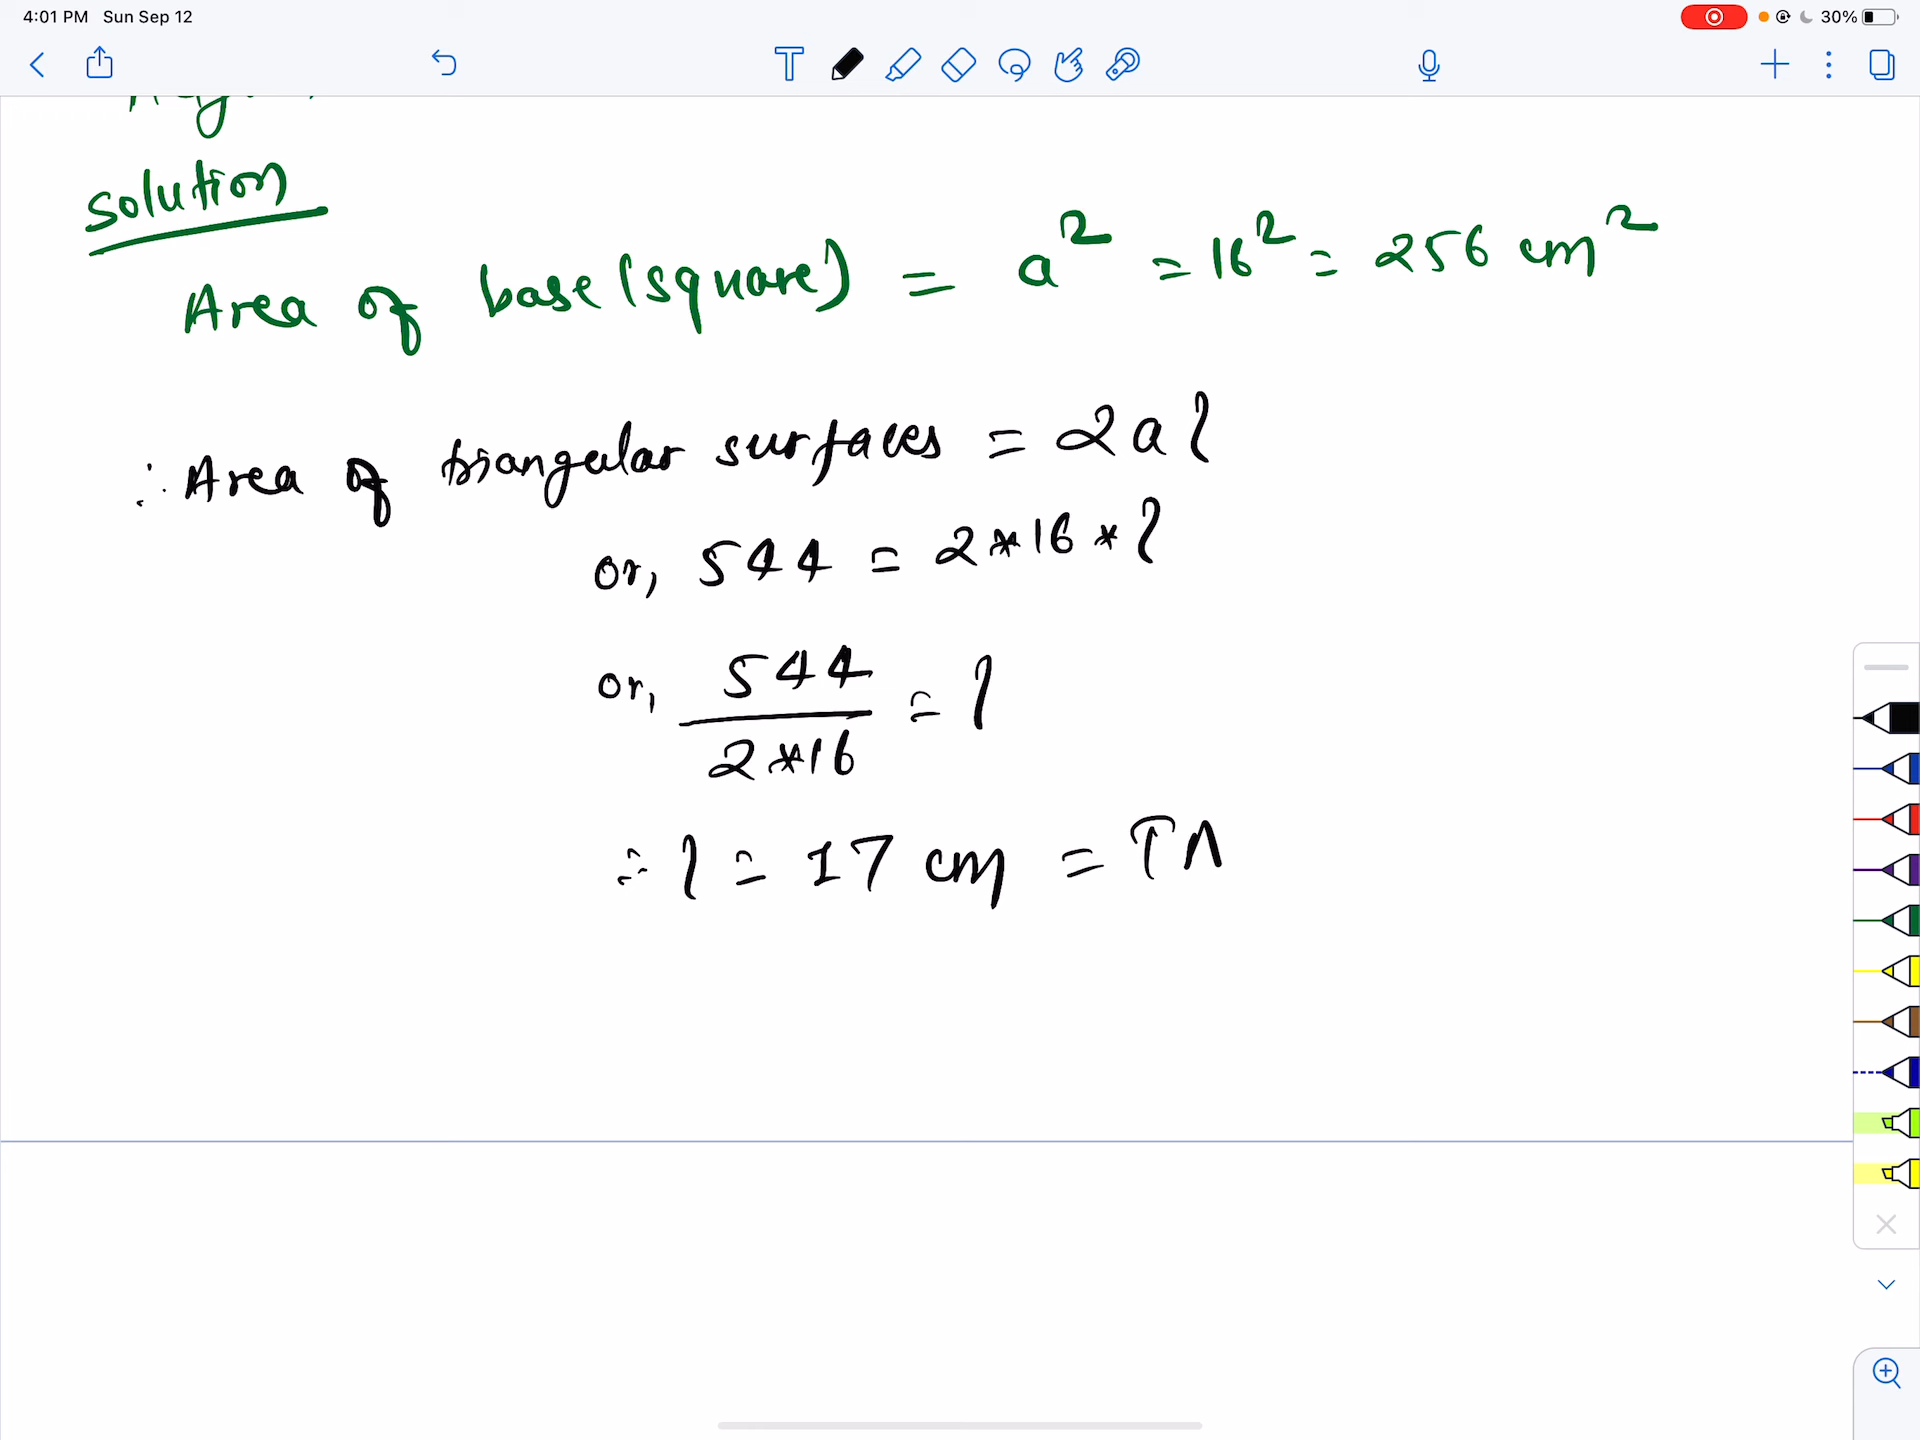 4:01 PM Sun Sep 12
30%
solution
Area of base (square) = a² = 16² = 256 cm²
∴ Area of triangular surfaces = 2al
or, 544 = 2*16*l
or, 544/2*16 = l
∴ l = 17 cm =